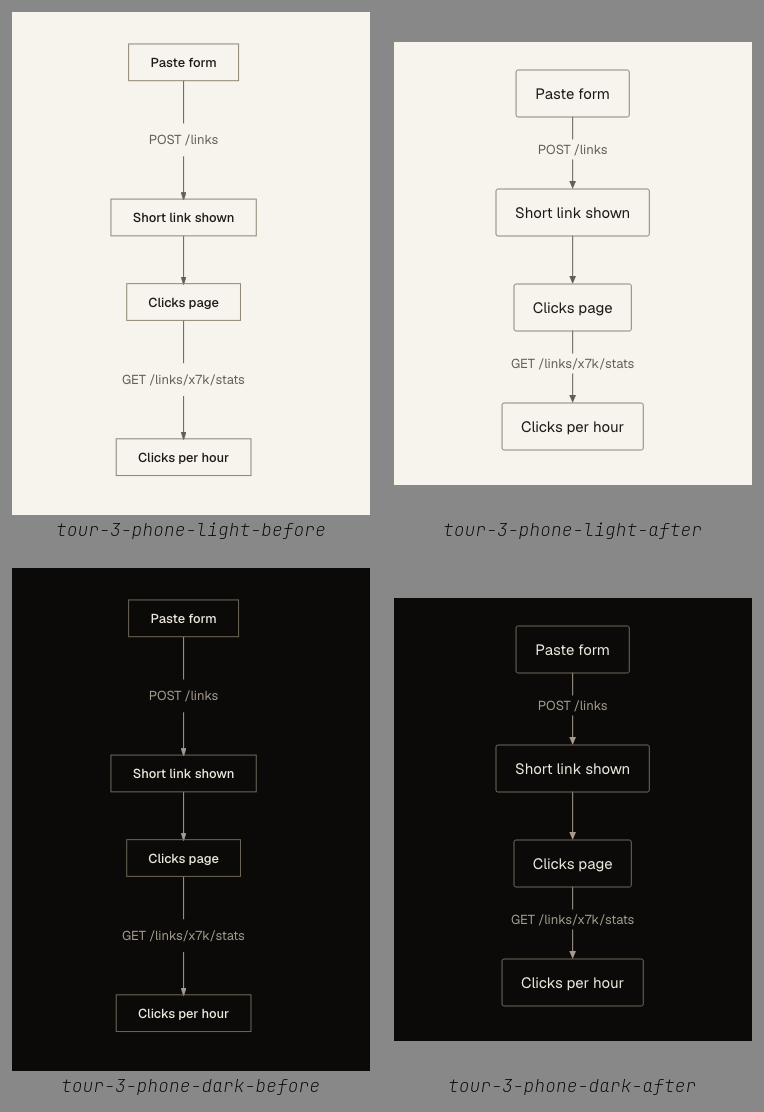 Paste form
POST /links
Short link shown
Clicks page
GET /links/x7k/stats
Clicks per hour
tour-3-phone-light-before
Paste form
POST /links
Short link shown
Clicks page
GET /links/x7k/stats
Clicks per hour
tour-3-phone-light-after
Paste form
POST /links
Short link shown
Clicks page
GET /links/x7k/stats
Clicks per hour
tour-3-phone-dark-before
Paste form
POST /links
Short link shown
Clicks page
GET /links/x7k/stats
Clicks per hour
tour-3-phone-dark-after